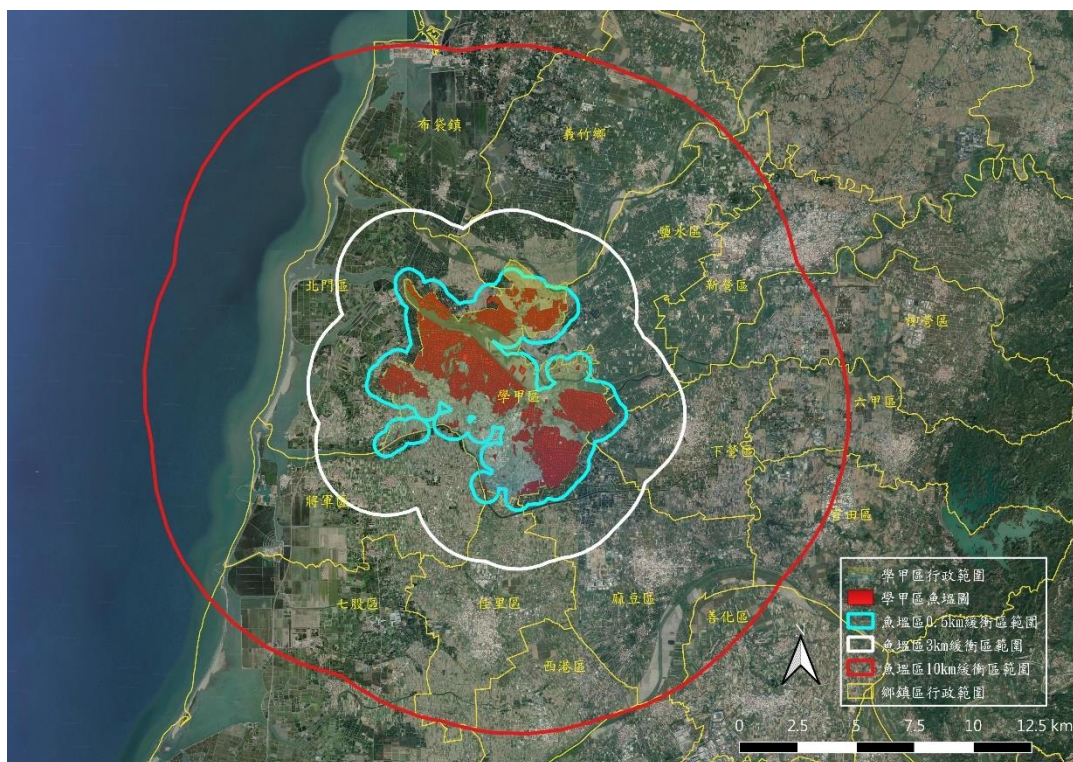 布袋鎮
義竹鄉
鹽水區
新營區
北門區
柳營區
學甲區
六甲區
下營區
將軍區
官田區
七股區
佳里區
麻豆區
善化區
西港區
學甲區行政範圍
學甲區魚塭圖
魚塭區0.5km緩衝區範圍
魚塭區3km緩衝區範圍
魚塭區10km緩衝區範圍
鄉鎮區行政範圍
0 2.5 5 7.5 10 12.5 km